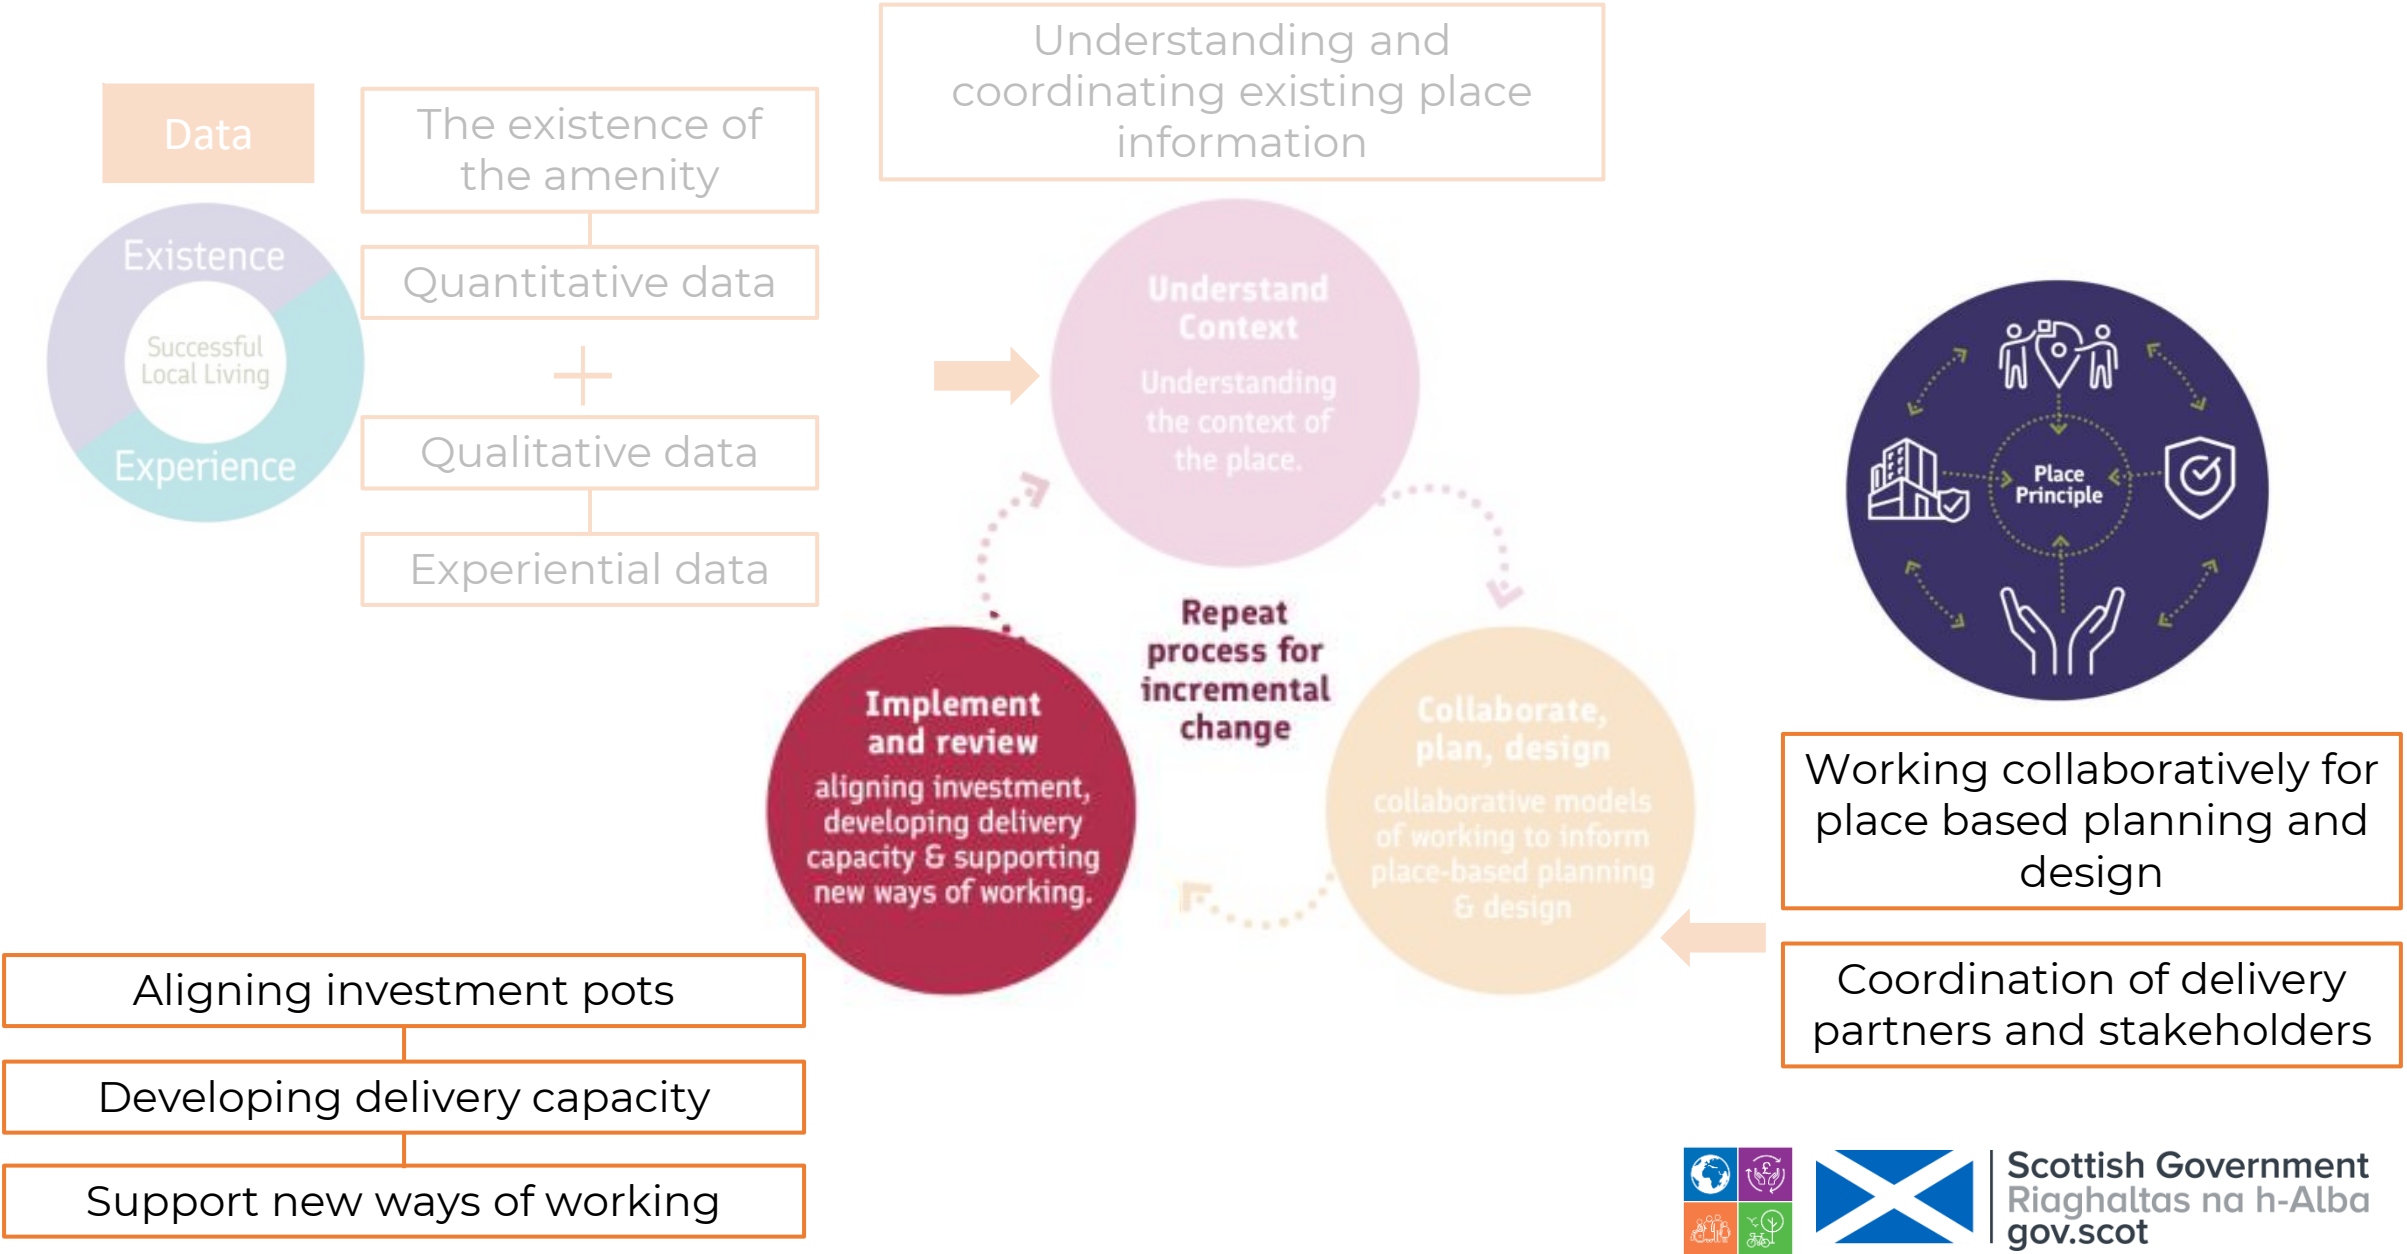 Understanding and
coordinating existing place
information
Data
The existence of
the amenity
Quantitative data
Qualitative data
Experiential data
Existence
Successful
Local Living
Experience
Understand
Context
Understanding
the context of
the place.
Repeat
process for
incremental
change
Implement
and review
aligning investment,
developing delivery
capacity & supporting
new ways of working.
Collaborate,
plan, design
collaborative models
of working to inform
place-based planning
& design
Place
Principle
Working collaboratively for
place based planning and
design
Coordination of delivery
partners and stakeholders
Aligning investment pots
Developing delivery capacity
Support new ways of working
Scottish Government
Riaghaltas na h-Alba
gov.scot